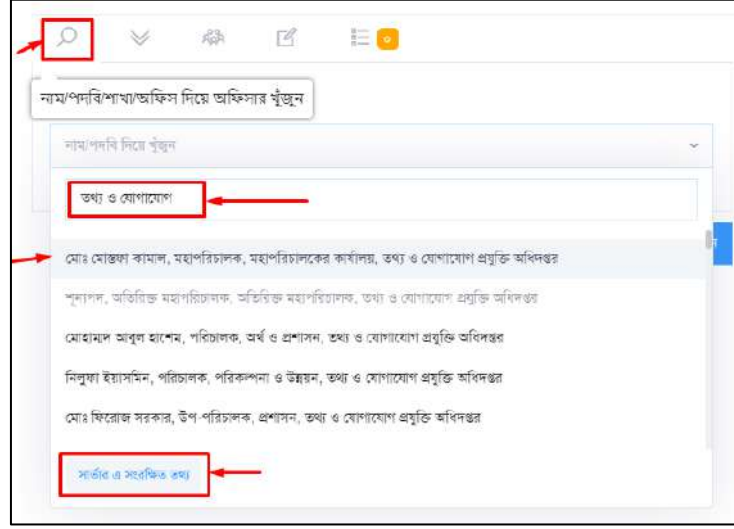 ০
নাম/পদবি/শাখা/অফিস দিয়ে অফিসার খুঁজুন
নাম/পদবি দিয়ে খুঁজুন
তথ্য ও যোগাযোগ
মোঃ মোস্তফা কামাল, মহাপরিচালক, মহাপরিচালকের কার্যালয়, তথ্য ও যোগাযোগ প্রযুক্তি অধিদপ্তর
শূন্যপদ, অতিরিক্ত মহাপরিচালক, অতিরিক্ত মহাপরিচালক, তথ্য ও যোগাযোগ প্রযুক্তি অধিদপ্তর
মোহাম্মদ আবুল হাশেম, পরিচালক, অর্থ ও প্রশাসন, তথ্য ও যোগাযোগ প্রযুক্তি অধিদপ্তর
নিলুফা ইয়াসমিন, পরিচালক, পরিকল্পনা ও উন্নয়ন, তথ্য ও যোগাযোগ প্রযুক্তি অধিদপ্তর
মোঃ ফিরোজ সরকার, উপ-পরিচালক, প্রশাসন, তথ্য ও যোগাযোগ প্রযুক্তি অধিদপ্তর
সার্ভার এ সংরক্ষিত তথ্য